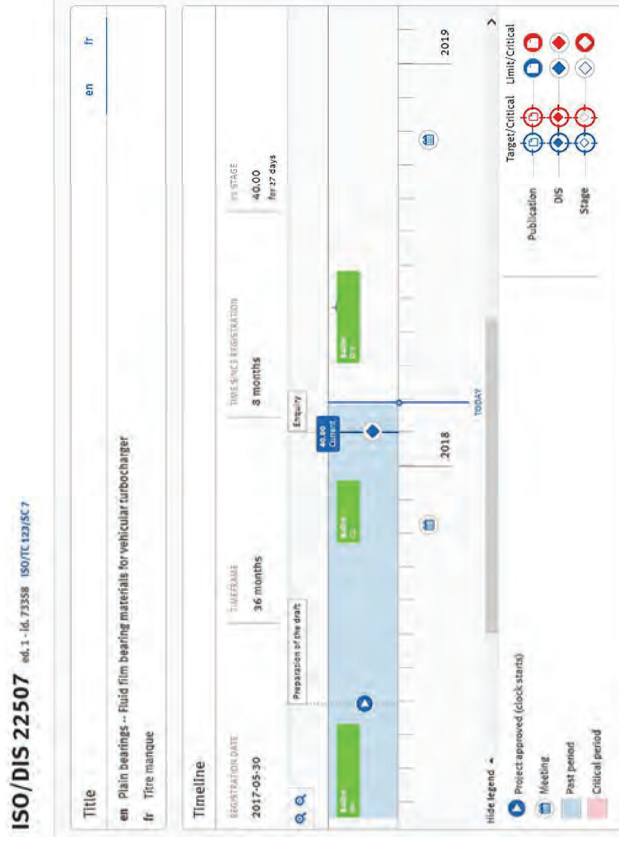 ISO/DIS 22507 ed. 1 - id. 73358 ISO/TC 123/SC 7
Title
en fr
en Plain bearings -- Fluid film bearing materials for vehicular turbocharger
fr Titre manque
Timeline
REGISTRATION DATE
2017-05-30
TIMEFRAME
36 months
TIME SINCE REGISTRATION
8 months
IN STAGE
40.00
for 27 days
Preparation of the draft
Enquiry
40.00
Current
2018
2019
TODAY
Hide legend
Project approved (clock starts)
Meeting
Past period
Critical period
Target/Critical Limit/Critical
Publication
DIS
Stage